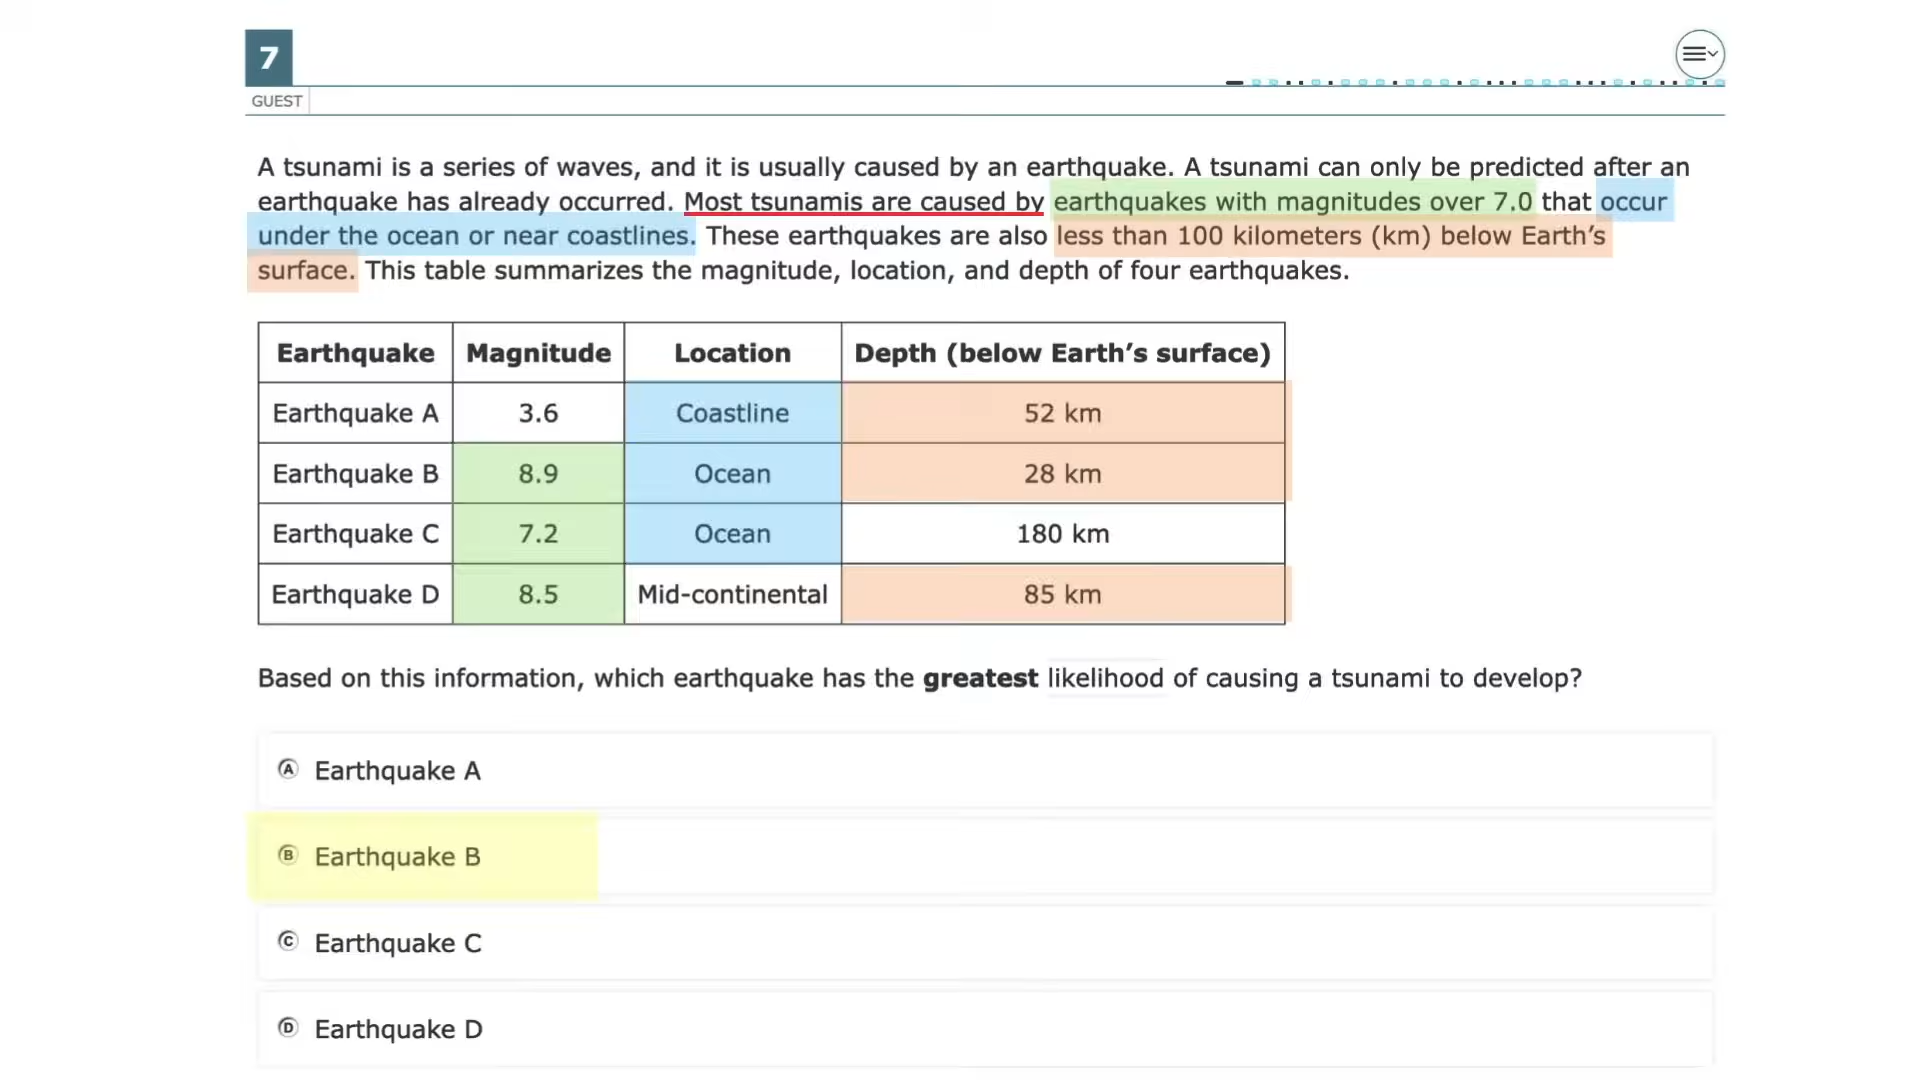 7
GUEST
A tsunami is a series of waves, and it is usually caused by an earthquake. A tsunami can only be predicted after an
earthquake has already occurred. Most tsunamis are caused by earthquakes with magnitudes over 7.0 that occur
under the ocean or near coastlines. These earthquakes are also less than 100 kilometers (km) below Earth’s
surface. This table summarizes the magnitude, location, and depth of four earthquakes.
Earthquake Magnitude Location Depth (below Earth’s surface)
Earthquake A 3.6 Coastline 52 km
Earthquake B 8.9 Ocean 28 km
Earthquake C 7.2 Ocean 180 km
Earthquake D 8.5 Mid-continental 85 km
Based on this information, which earthquake has the greatest likelihood of causing a tsunami to develop?
A Earthquake A
B Earthquake B
C Earthquake C
D Earthquake D